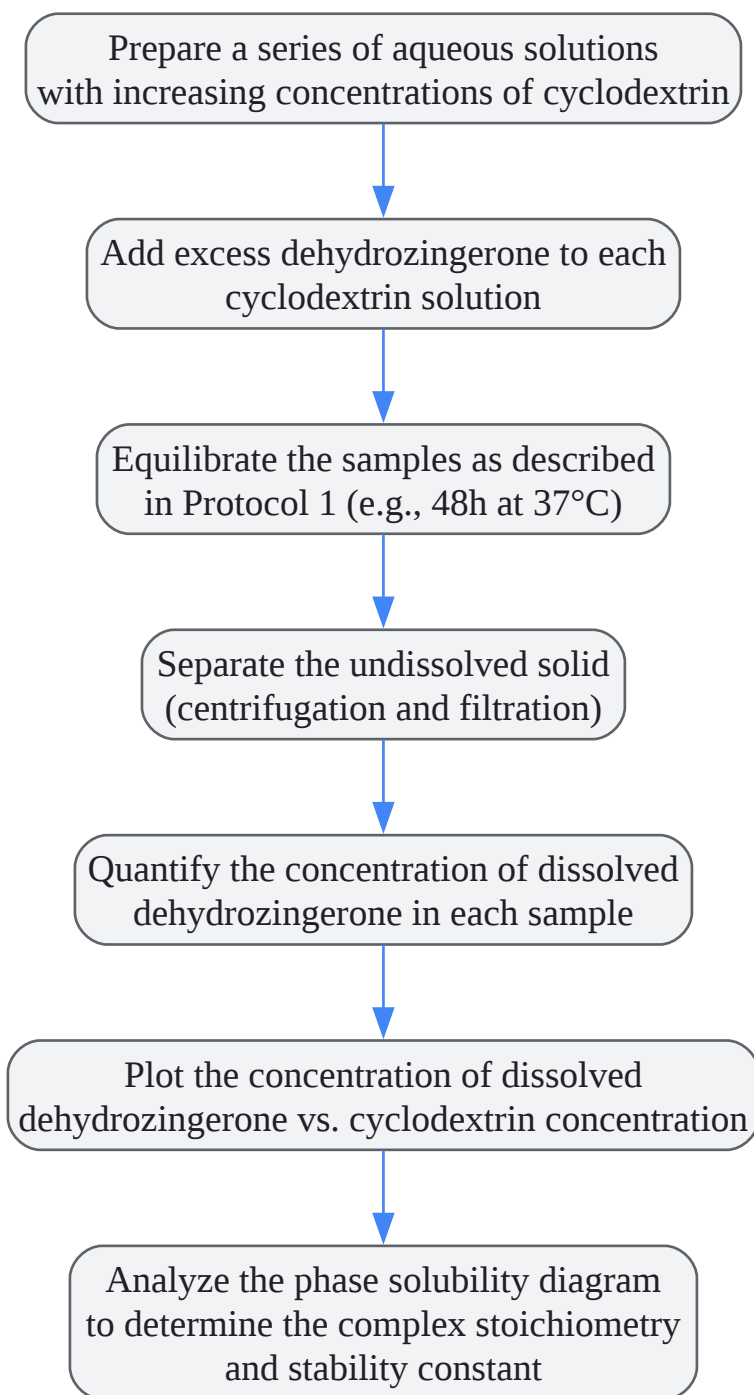 Prepare a series of aqueous solutions
with increasing concentrations of cyclodextrin
Add excess dehydrozingerone to each
cyclodextrin solution
Equilibrate the samples as described
in Protocol 1 (e.g., 48h at 37°C)
Separate the undissolved solid
(centrifugation and filtration)
Quantify the concentration of dissolved
dehydrozingerone in each sample
Plot the concentration of dissolved
dehydrozingerone vs. cyclodextrin concentration
Analyze the phase solubility diagram
to determine the complex stoichiometry
and stability constant